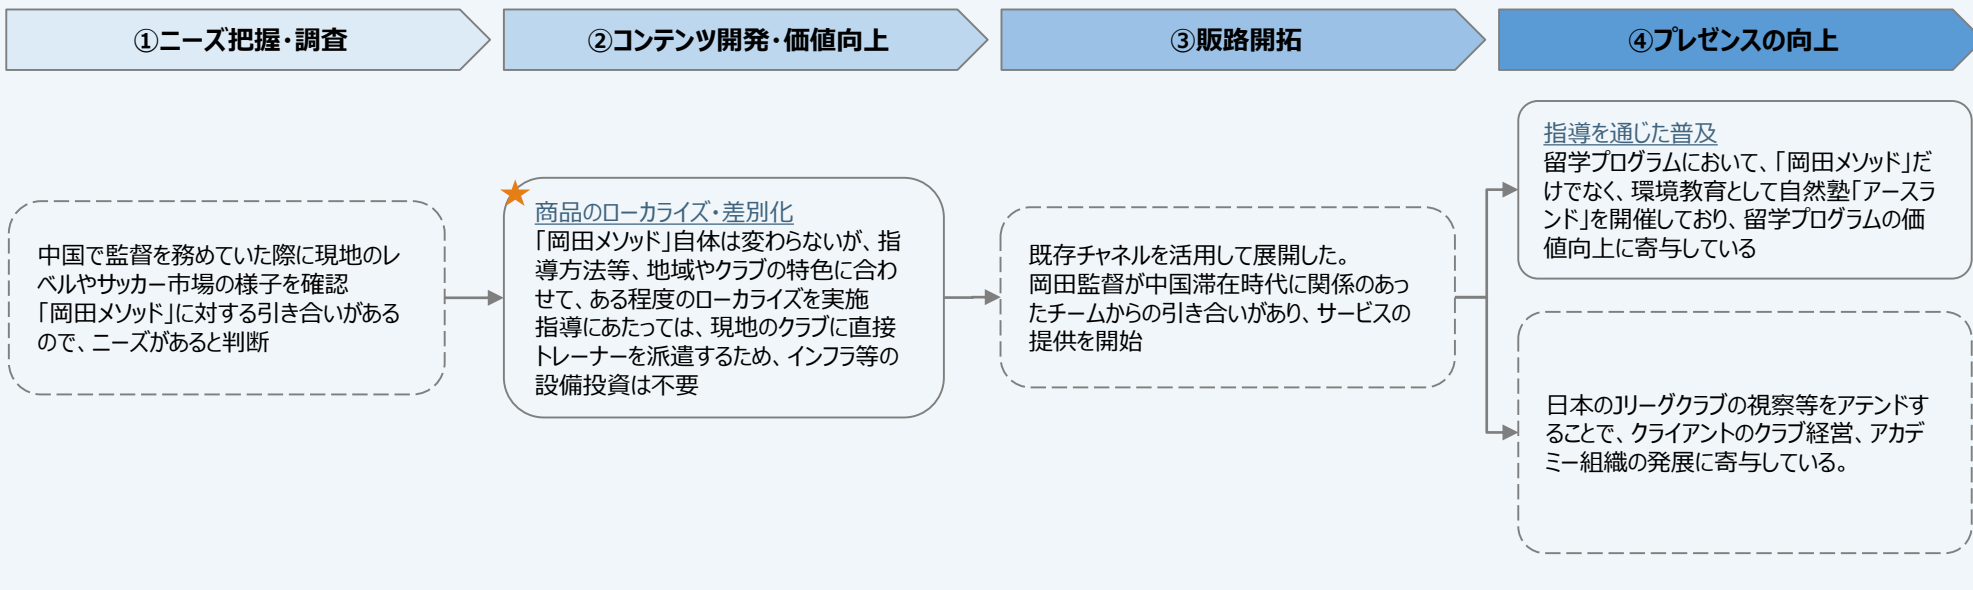 ①ニーズ把握・調査
②コンテンツ開発・価値向上
③販路開拓
④プレゼンスの向上
中国で監督を務めていた際に現地のレ
ベルやサッカー市場の様子を確認
「岡田メソッド」に対する引き合いがある
ので、ニーズがあると判断
商品のローカライズ・差別化
「岡田メソッド」自体は変わらないが、指
導方法等、地域やクラブの特色に合わ
せて、ある程度のローカライズを実施
指導にあたっては、現地のクラブに直接
トレーナーを派遣するため、インフラ等の
設備投資は不要
既存チャネルを活用して展開した。
岡田監督が中国滞在時代に関係のあっ
たチームからの引き合いがあり、サービスの
提供を開始
指導を通じた普及
留学プログラムにおいて、「岡田メソッド」だ
けでなく、環境教育として自然塾「アースラ
ンド」を開催しており、留学プログラムの価
値向上に寄与している
日本のJリーグクラブの視察等をアテンドす
ることで、クライアントのクラブ経営、アカデ
ミー組織の発展に寄与している。